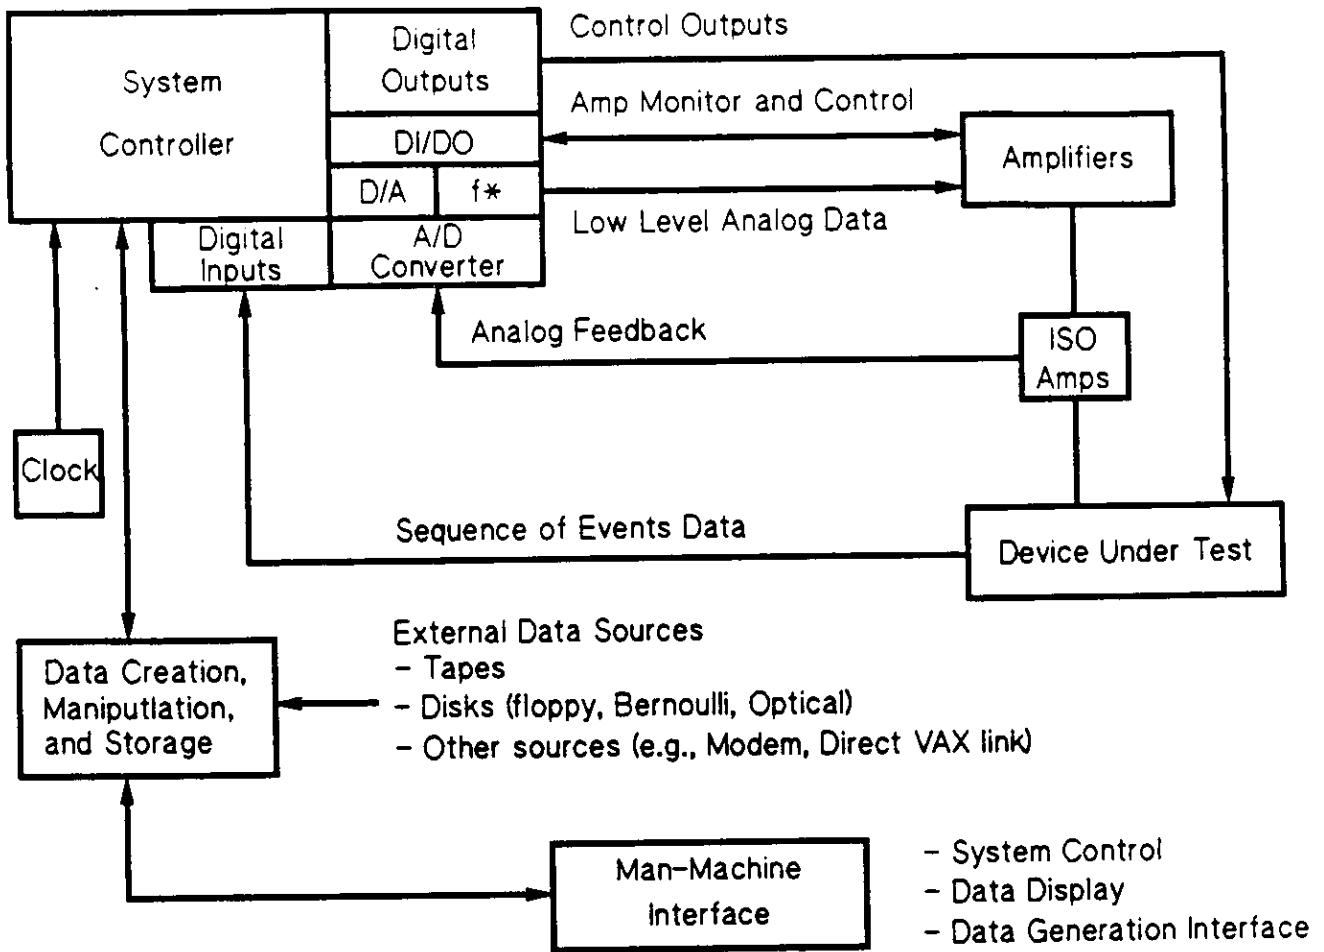 System
Controller
Digital
Outputs
DI/DO
D/A
f*
Digital
Inputs
A/D
Converter
Control Outputs
Amp Monitor and Control
Low Level Analog Data
Amplifiers
Analog Feedback
ISO
Amps
Clock
Sequence of Events Data
Device Under Test
Data Creation,
Maniputlation,
and Storage
External Data Sources
- Tapes
- Disks (floppy, Bernoulli, Optical)
- Other sources (e.g., Modem, Direct VAX link)
Man-Machine
Interface
- System Control
- Data Display
- Data Generation Interface